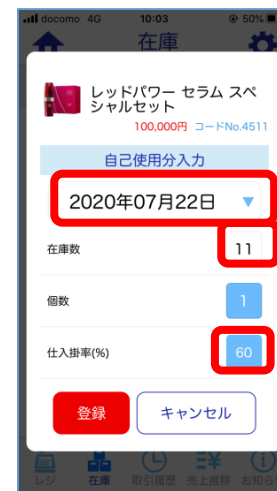 docomo 4G 10:03 50%
在庫
レッドパワー セラム スペ
シャルセット
100,000円 コードNo.4511
自己使用分入力
2020年07月22日 ▼
在庫数 11
個数 1
仕入掛率(%) 60
登録 キャンセル
レジ 在庫 取引履歴 売上推移 お知らせ